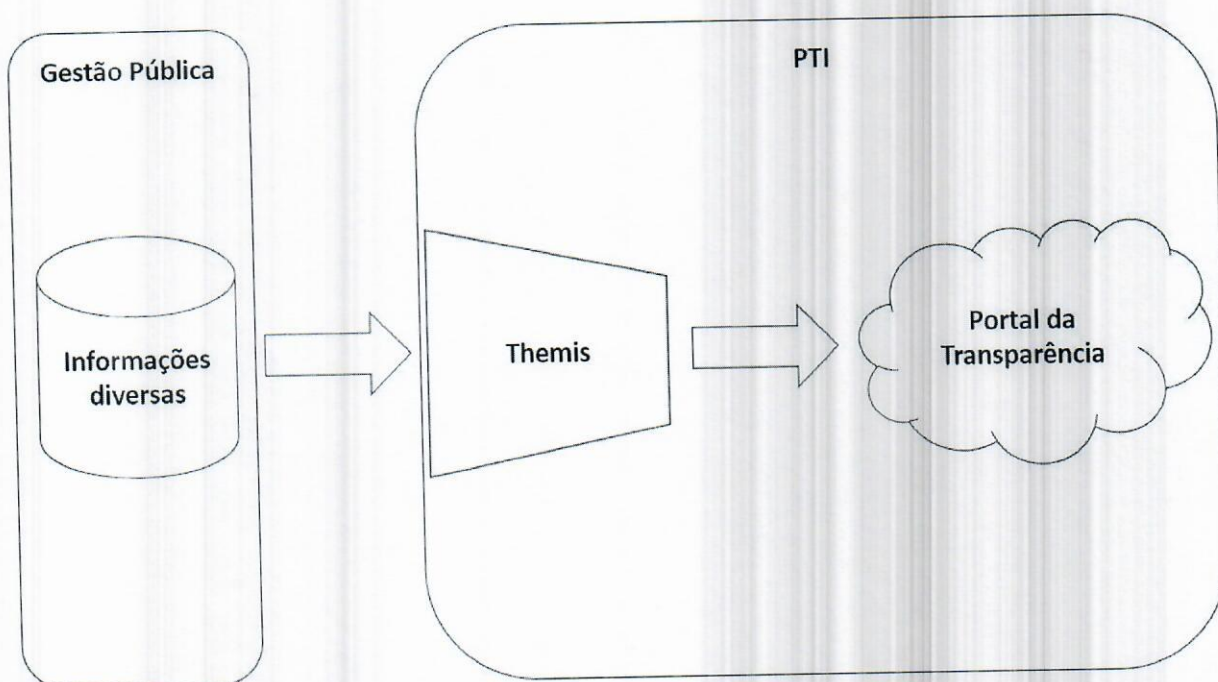 Gestão Pública
PTI
Informações
diversas
Themis
Portal da
Transparência